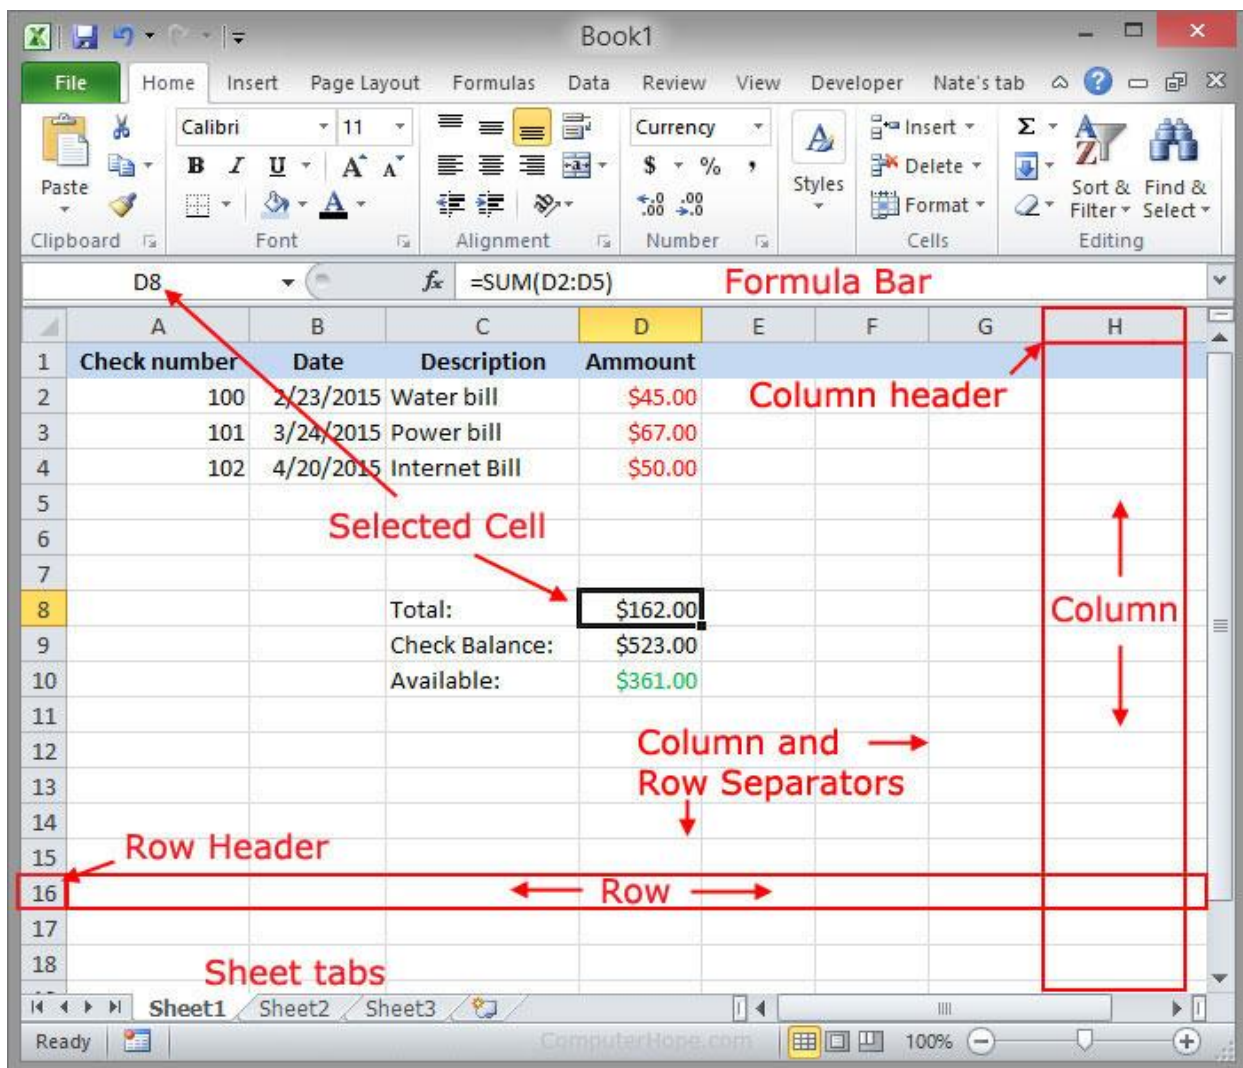 Book1
File Home Insert Page Layout Formulas Data Review View Developer Nate's tab
Calibri 11 Currency Insert Σ
B I U A A $ % , Delete
Paste Styles Sort & Find &
A .0 .00 .00 .0 Format Filter Select
Clipboard Font Alignment Number Cells Editing
D8 fx =SUM(D2:D5) Formula Bar
A B C D E F G H
1 Check number Date Description Ammount
2 100 2/23/2015 Water bill $45.00 Column header
3 101 3/24/2015 Power bill $67.00
4 102 4/20/2015 Internet Bill $50.00
5
Selected Cell
6
7
8 Total: $162.00 Column
9 Check Balance: $523.00
10 Available: $361.00
11
12 Column and
13 Row Separators
14
15 Row Header
16 Row
17
18 Sheet tabs
Sheet1 Sheet2 Sheet3
Ready ComputerHope.com 100%